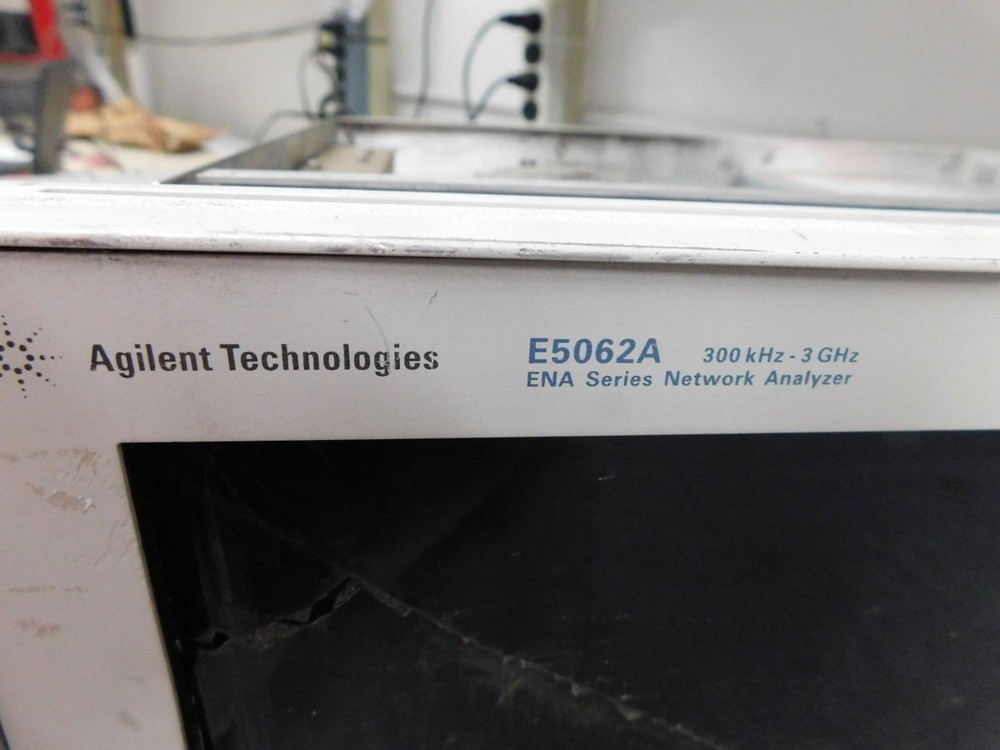 Agilent Technologies
E5062A 300 kHz - 3 GHz
ENA Series Network Analyzer